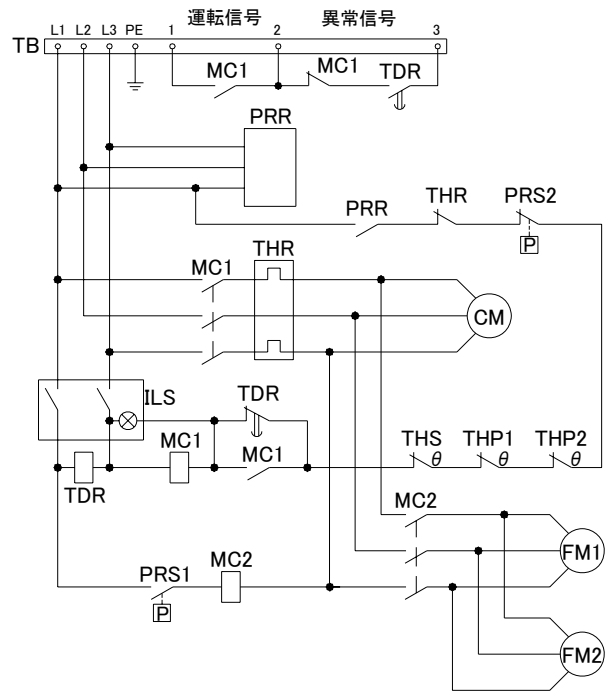 運転信号 異常信号
TB L1 L2 L3 PE 1 2 3
MC1 MC1 TDR
PRR
PRR THR PRS2
P
MC1 THR
CM
ILS TDR
MC1 MC1 THS THP1 THP2
θ θ θ
TDR
MC2
FM1
PRS1 MC2
P
FM2